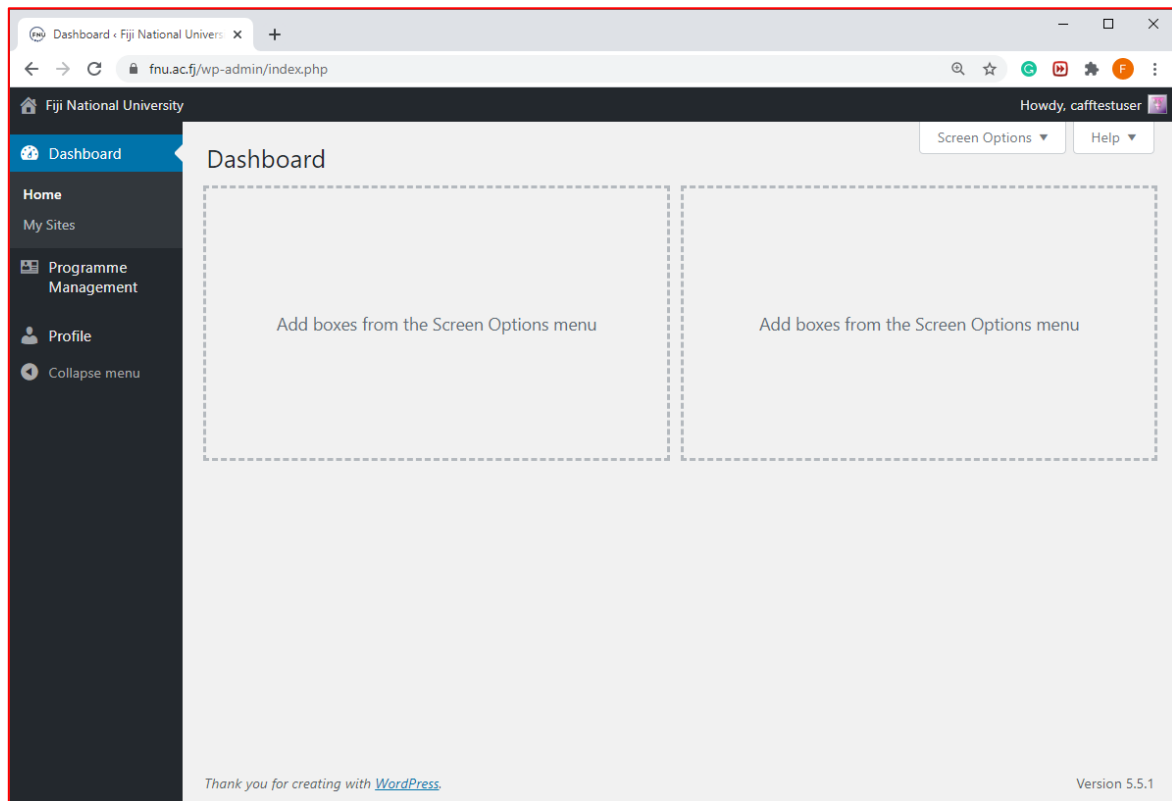 Dashboard ‹ Fiji National Univers
fnu.ac.fj/wp-admin/index.php
Fiji National University
Howdy, cafftestuser
Screen Options ▼
Help ▼
Dashboard
Dashboard
Home
My Sites
Programme
Management
Profile
Collapse menu
Add boxes from the Screen Options menu
Add boxes from the Screen Options menu
Thank you for creating with WordPress.
Version 5.5.1